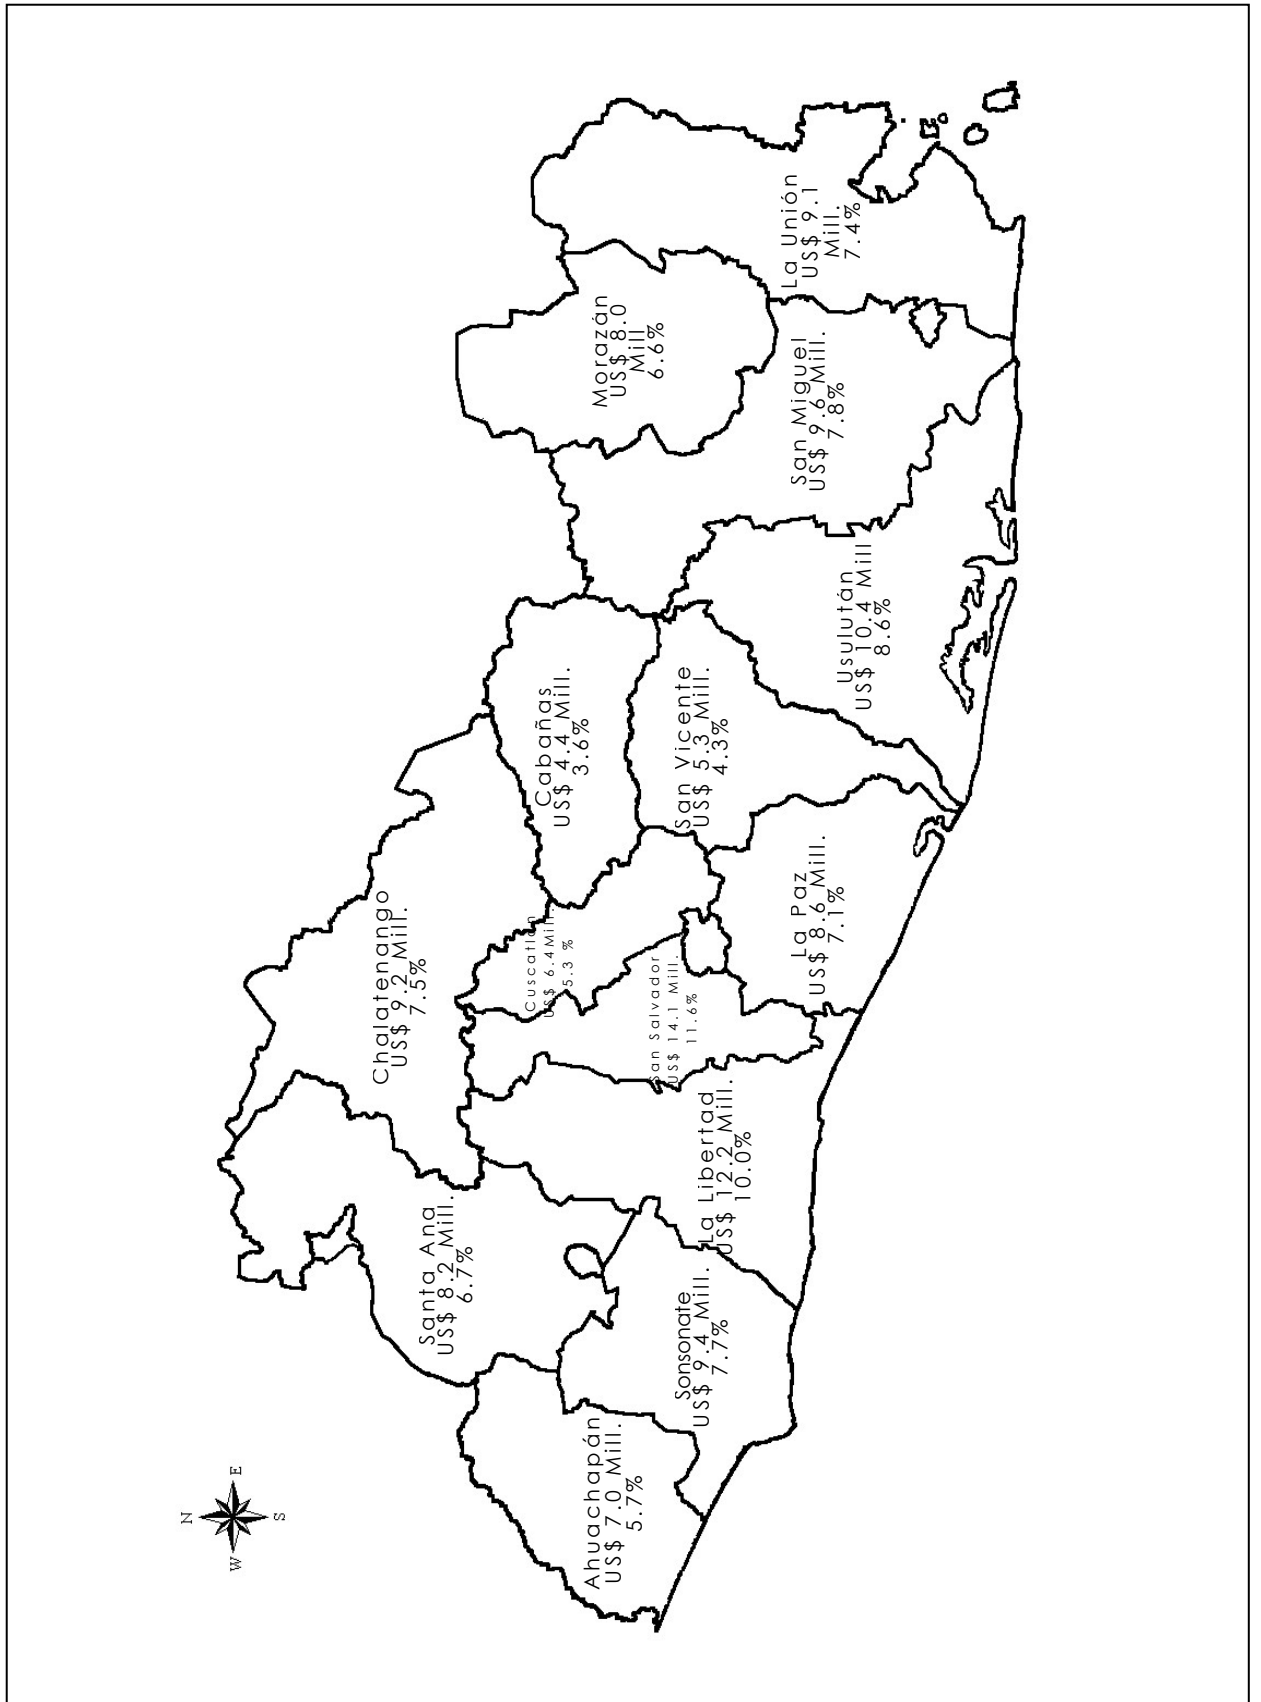 N
W
E
S
Ahuachapán
US$ 7.0 Mill.
5.7%
Santa Ana
US$ 8.2 Mill.
6.7%
Sonsonate
US$ 9.4 Mill.
7.7%
Chalatenango
US$ 9.2 Mill.
7.5%
La Libertad
US$ 12.2 Mill.
10.0%
San Salvador
US$ 14.1 Mill.
11.6%
Cuscatlán
US$ 6.4Mill.
5.3 %
La Paz
US$ 8.6 Mill.
7.1%
Cabañas
US$ 4.4 Mill.
3.6%
San Vicente
US$ 5.3 Mill.
4.3%
Usulután
US$ 10.4 Mill
8.6%
San Miguel
US$ 9.6 Mill.
7.8%
Morazán
US$ 8.0
Mill
6.6%
La Unión
US$ 9.1
Mill.
7.4%